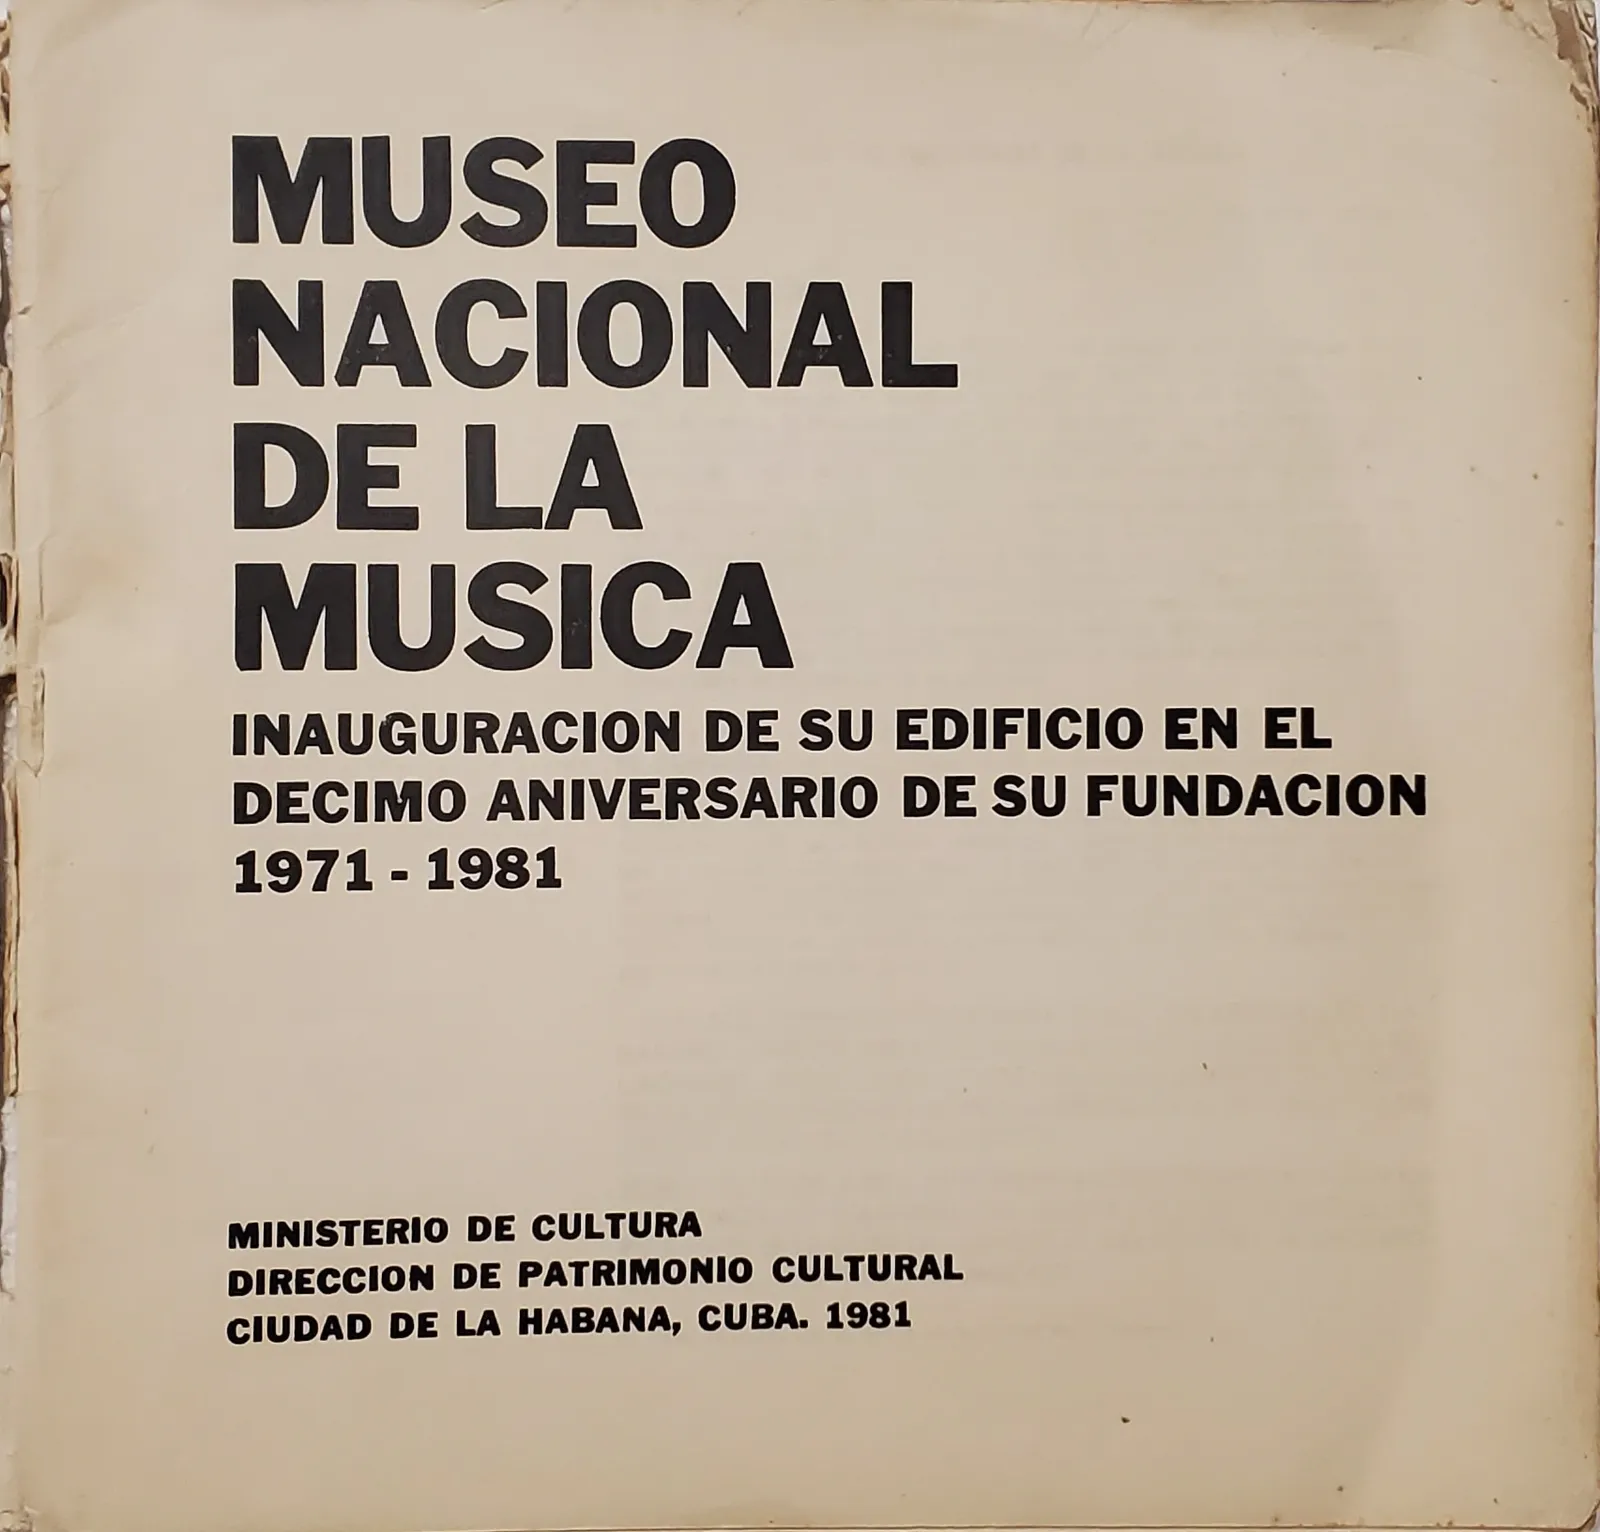 MUSEO
NACIONAL
DE LA
MUSICA
INAUGURACION DE SU EDIFICIO EN EL
DECIMO ANIVERSARIO DE SU FUNDACION
1971 - 1981
MINISTERIO DE CULTURA
DIRECCION DE PATRIMONIO CULTURAL
CIUDAD DE LA HABANA, CUBA. 1981